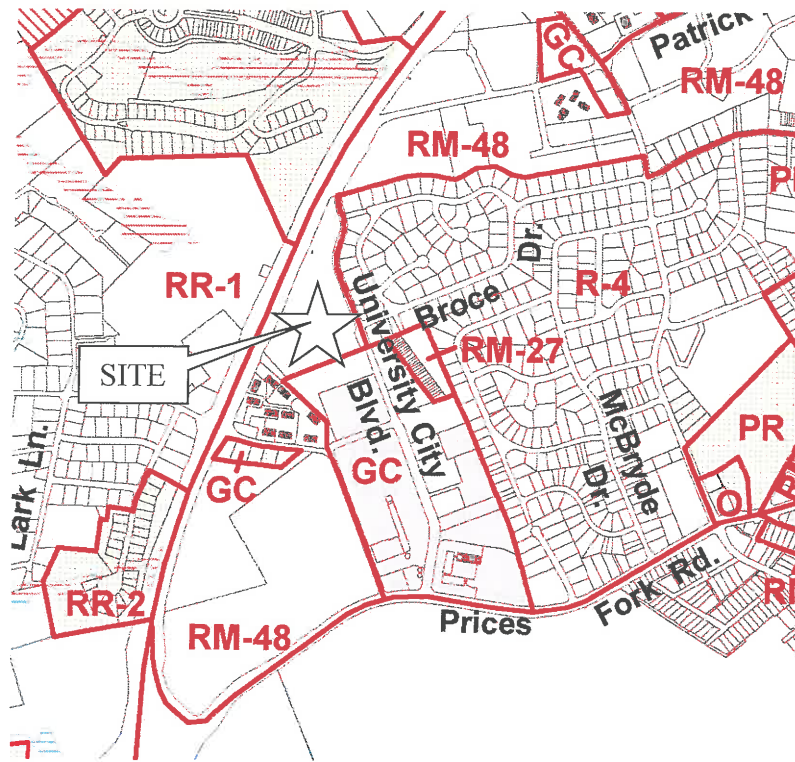 GC
Patrick
RM-48
RM-48
RR-1
Dr.
R-4
University City
Blvd.
Broce
RM-27
SITE
Lark Ln.
McBryde
Dr.
PR
GC
GC
O
RR-2
RM-48
Prices
Fork Rd.